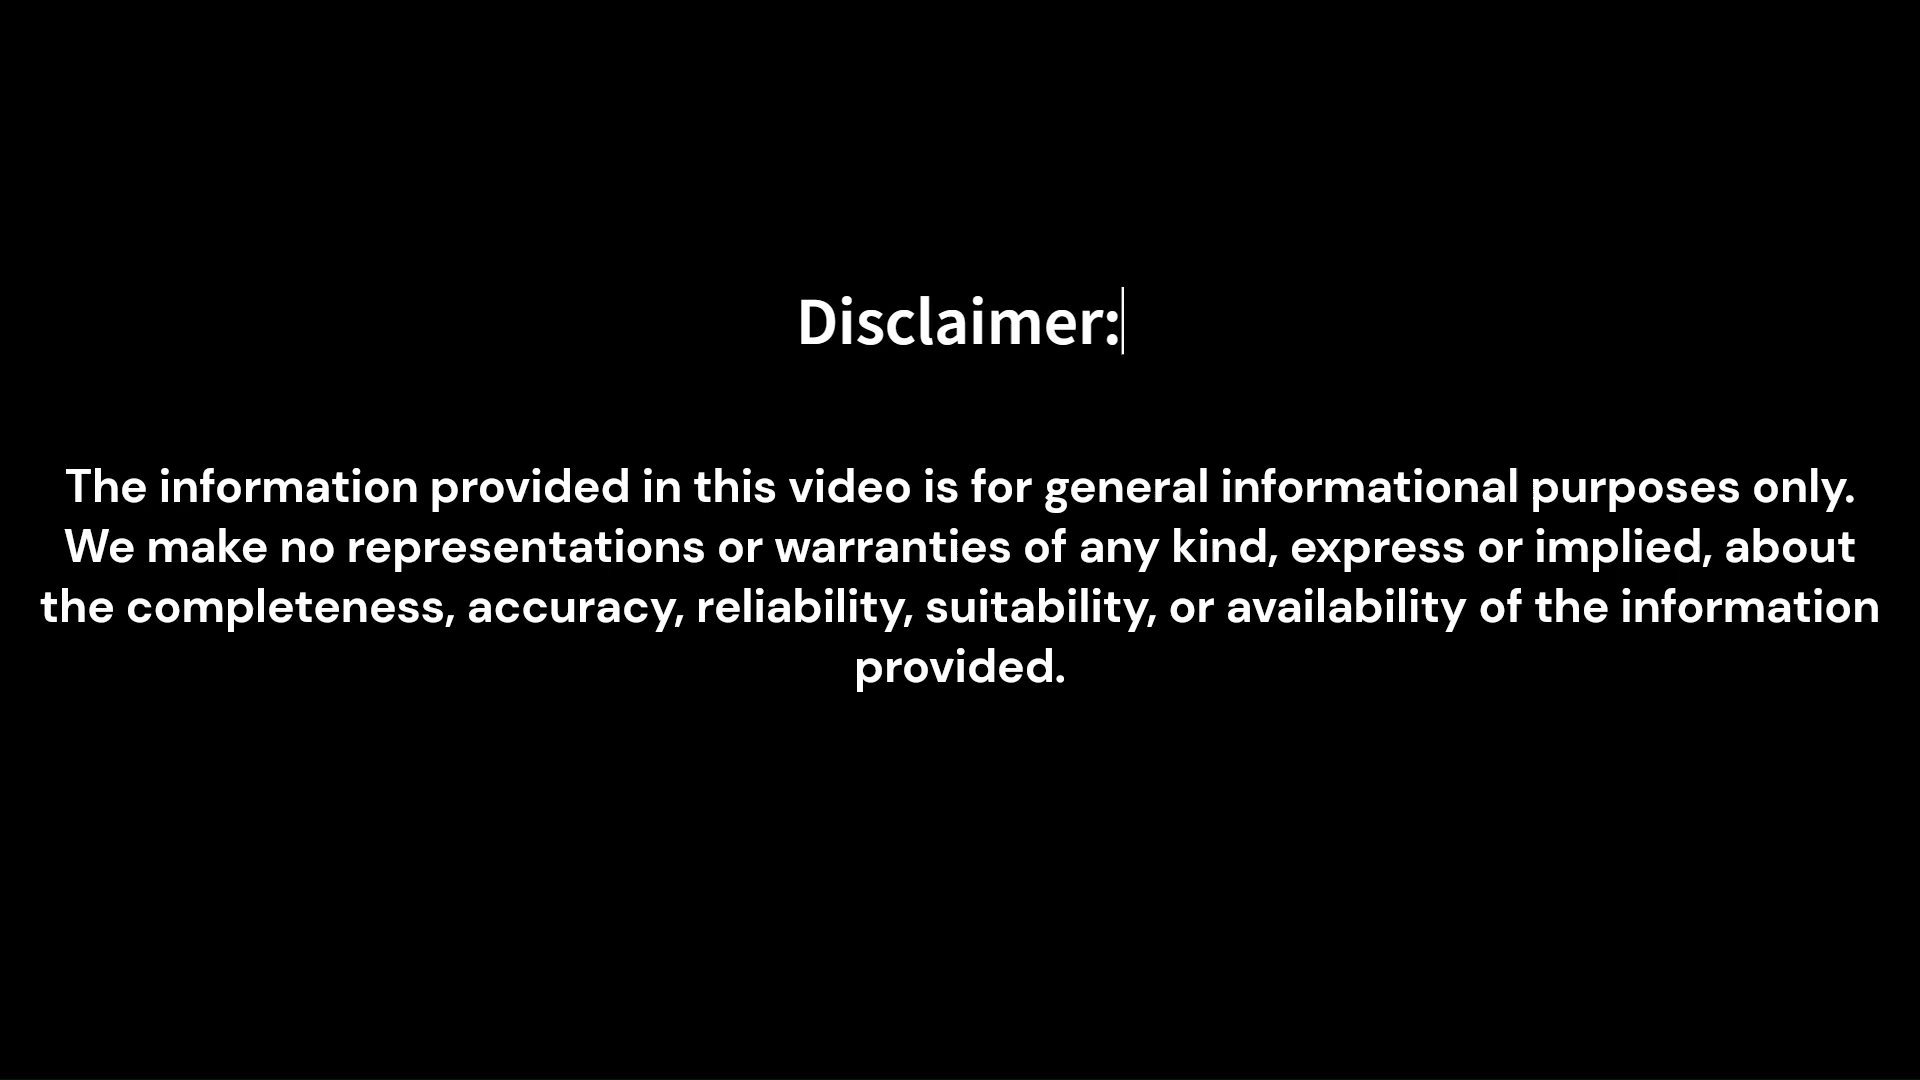 Disclaimer:
The information provided in this video is for general informational purposes only.
We make no representations or warranties of any kind, express or implied, about
the completeness, accuracy, reliability, suitability, or availability of the information
provided.